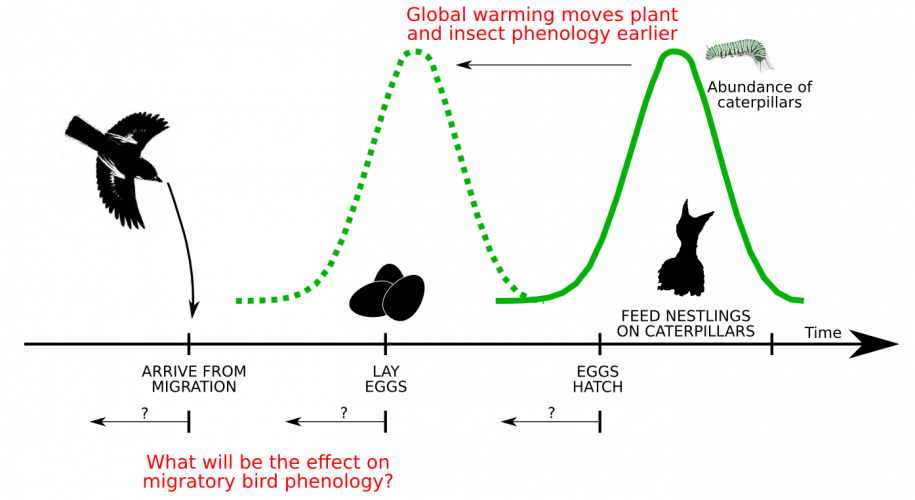 Global warming moves plant
and insect phenology earlier
Abundance of
caterpillars
FEED NESTLINGS
ON CATERPILLARS
Time
ARRIVE FROM
MIGRATION
LAY
EGGS
EGGS
HATCH
?
?
?
What will be the effect on
migratory bird phenology?